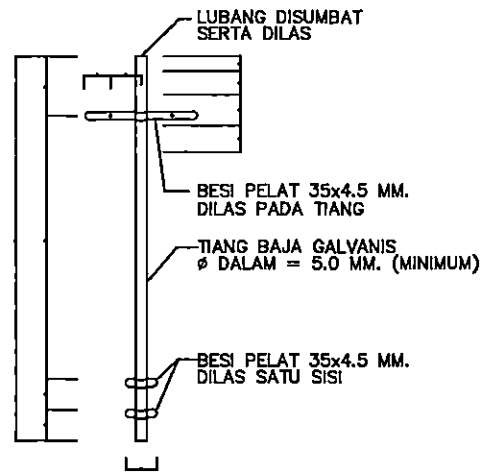 LUBANG DISUMBAT
SERTA DILAS
BESI PELAT 35x4.5 MM.
DILAS PADA TIANG
TIANG BAJA GALVANIS
ø DALAM = 5.0 MM. (MINIMUM)
BESI PELAT 35x4.5 MM.
DILAS SATU SISI